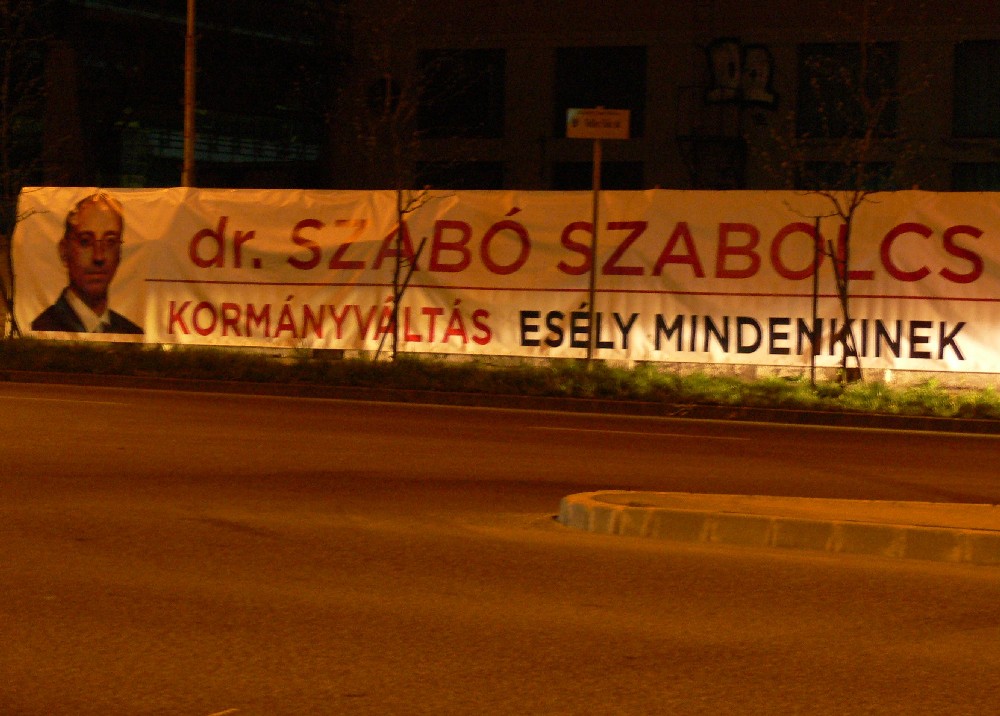 dr. SZABÓ SZABOLCS
KORMÁNYVÁLTÁS ESÉLY MINDENKINEK